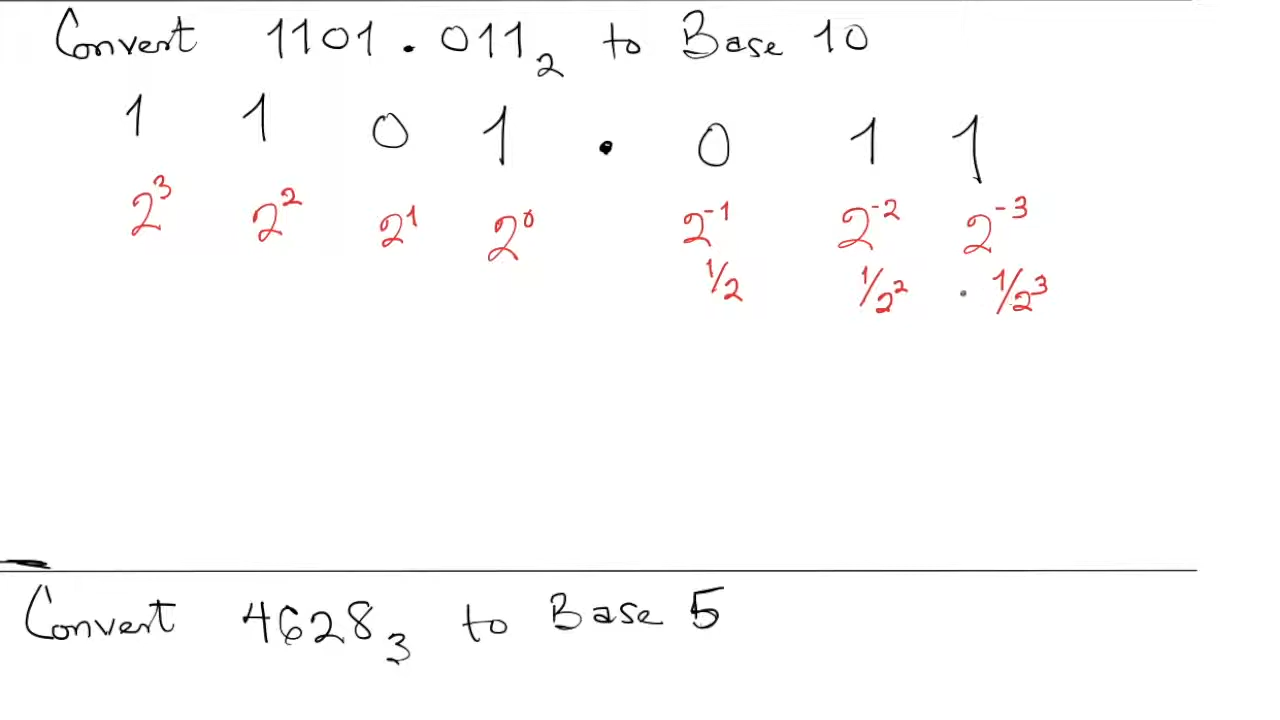 Convert 1101.011₂ to Base 10
1 1 0 1 . 0 1 1
2³ 2² 2¹ 2⁰ 2⁻¹ 2⁻² 2⁻³
1/2 1/2² 1/2³
Convert 4628₃ to Base 5